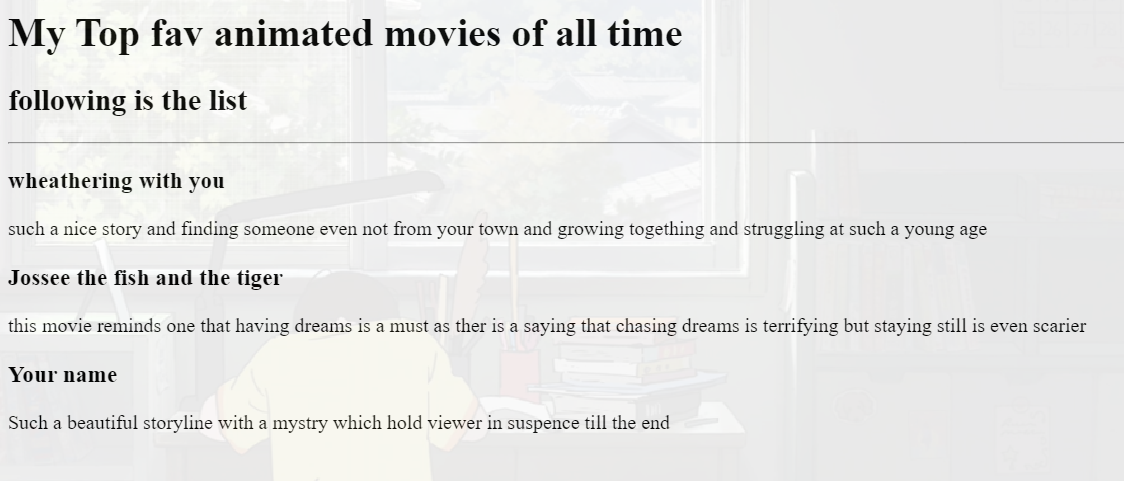 My Top fav animated movies of all time
following is the list
wheathering with you
such a nice story and finding someone even not from your town and growing togething and struggling at such a young age
Jossee the fish and the tiger
this movie reminds one that having dreams is a must as ther is a saying that chasing dreams is terrifying but staying still is even scarier
Your name
Such a beautiful storyline with a mystry which hold viewer in suspence till the end